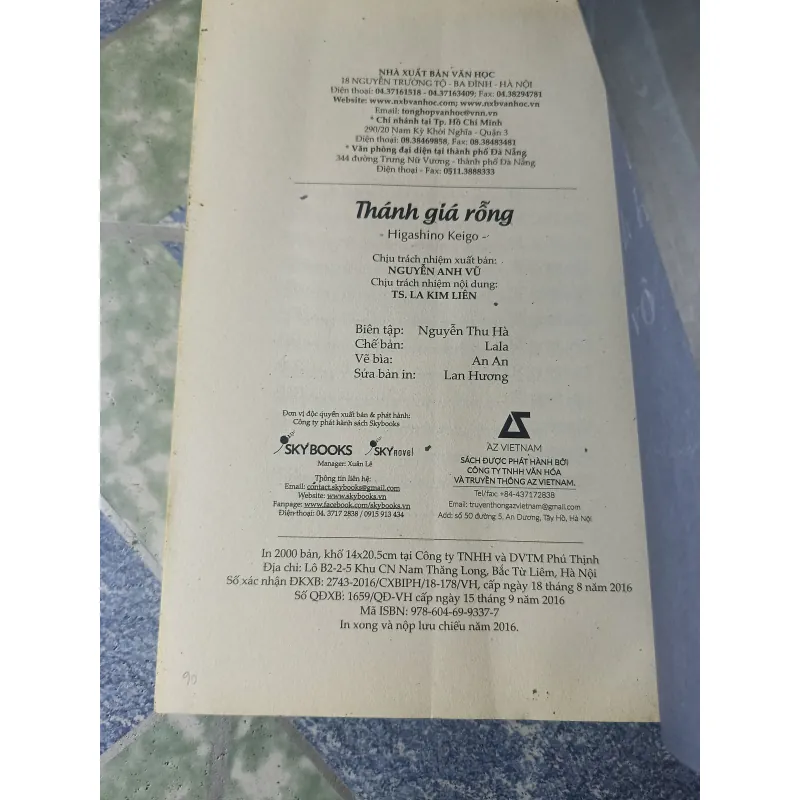 NHÀ XUẤT BẢN VĂN HỌC
18 NGUYỄN TRƯỜNG TỘ - BA ĐÌNH - HÀ NỘI
Điện thoại: 04.37161518 - 04.37163409; Fax: 04.38294781
Website: www.nxbvanhoc.com; www.nxbvanhoc.vn
Email: tonghopvanhoc@vnn.vn
* Chi nhánh tại Tp. Hồ Chí Minh
290/20 Nam Kỳ Khởi Nghĩa - Quận 3
Điện thoại: 08.38469858, Fax: 08.38483481
* Văn phòng đại diện tại thành phố Đà Nẵng
344 đường Trưng Nữ Vương - thành phố Đà Nẵng
Điện thoại - Fax: 0511.3888333
Thánh giá rỗng
- Higashino Keigo -
Chịu trách nhiệm xuất bản:
NGUYỄN ANH VŨ
Chịu trách nhiệm nội dung:
TS. LA KIM LIÊN
Biên tập: Nguyễn Thu Hà
Chế bản: Lala
Vẽ bìa: An An
Sửa bản in: Lan Hương
Đơn vị độc quyền xuất bản & phát hành:
Công ty phát hành sách Skybooks
SKYBOOKS SKYnovel
Manager: Xuân Lê
Thông tin liên hệ:
Email: contact.skybooks@gmail.com
Website: www.skybooks.vn
Fanpage: www.facebook.com/skybooks.vn
Điện thoại: 04. 3717 2838 / 0915 913 434
AZ VIETNAM
SÁCH ĐƯỢC PHÁT HÀNH BỞI
CÔNG TY TNHH VĂN HÓA
VÀ TRUYỀN THÔNG AZ VIETNAM.
Tel/fax: +84-437172838
Email: truyenthongazvietnam@gmail.com
Add: số 50 đường 5, An Dương, Tây Hồ, Hà Nội
In 2000 bản, khổ 14x20.5cm tại Công ty TNHH và DVTM Phú Thịnh
Địa chỉ: Lô B2-2-5 Khu CN Nam Thăng Long, Bắc Từ Liêm, Hà Nội
Số xác nhận ĐKXB: 2743-2016/CXBIPH/18-178/VH, cấp ngày 18 tháng 8 năm 2016
Số QĐXB: 1659/QĐ-VH cấp ngày 15 tháng 9 năm 2016
Mã ISBN: 978-604-69-9337-7
In xong và nộp lưu chiểu năm 2016.